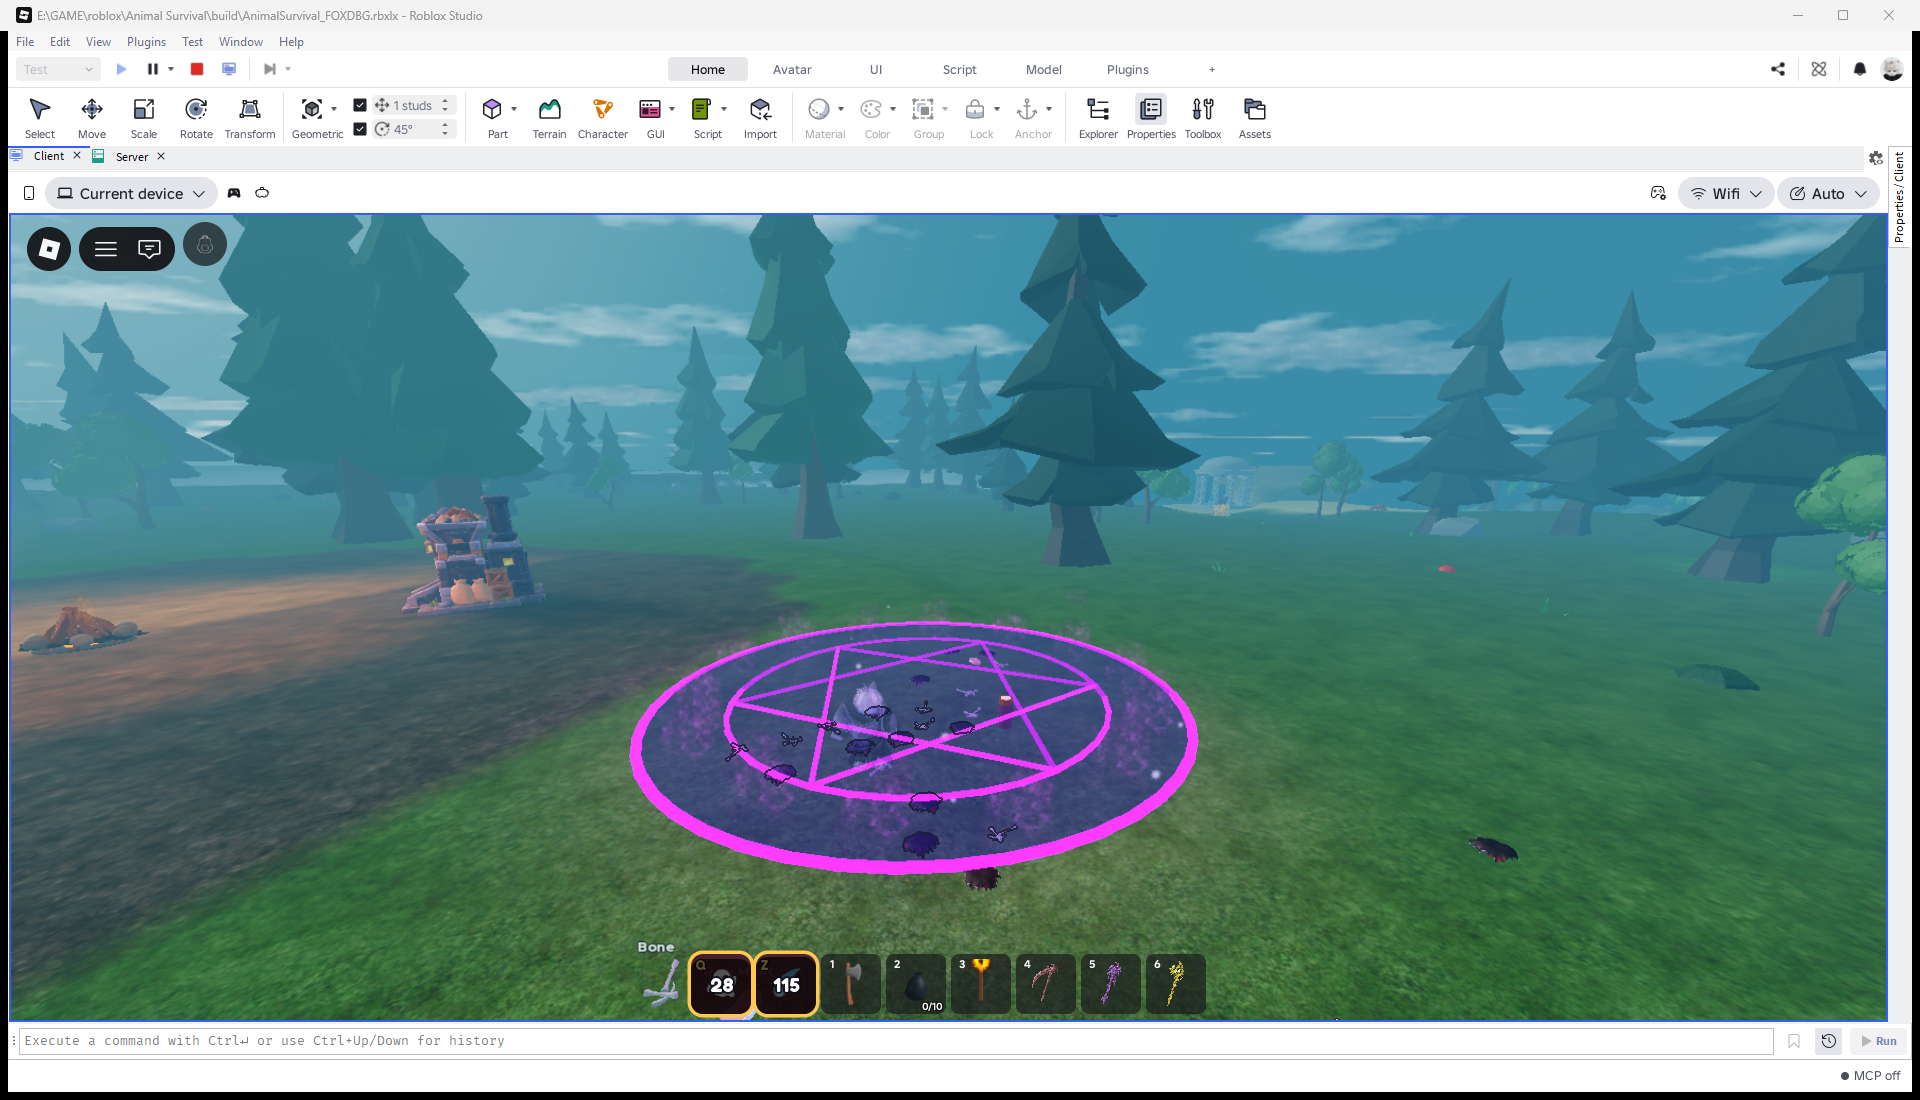 E:\GAME\roblox\Animal Survival\build\AnimalSurvival_FOXDBG.rbxlx - Roblox Studio
File Edit View Plugins Test Window Help
Test
Home Avatar UI Script Model Plugins +
1 studs
45°
Select Move Scale Rotate Transform Geometric Part Terrain Character GUI Script Import Material Color Group Lock Anchor Explorer Properties Toolbox Assets
Client Server
Properties / Client
Current device
Wifi
Auto
Bone
Q 28
Z 115
1
2 0/10
3
4
5
6
Execute a command with Ctrl↵ or use Ctrl+Up/Down for history
Run
MCP off